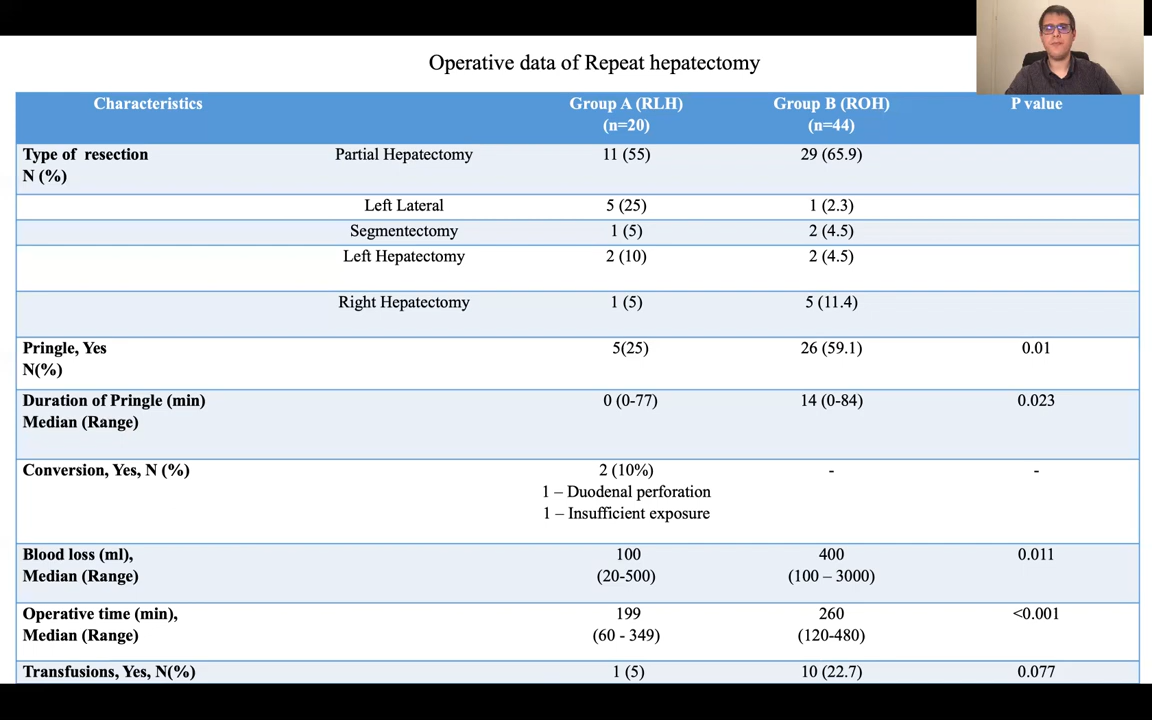 Operative data of Repeat hepatectomy
Characteristics Group A (RLH) Group B (ROH) P value
(n=20) (n=44)
Type of resection Partial Hepatectomy 11 (55) 29 (65.9)
N (%)
Left Lateral 5 (25) 1 (2.3)
Segmentectomy 1 (5) 2 (4.5)
Left Hepatectomy 2 (10) 2 (4.5)
Right Hepatectomy 1 (5) 5 (11.4)
Pringle, Yes 5(25) 26 (59.1) 0.01
N(%)
Duration of Pringle (min) 0 (0-77) 14 (0-84) 0.023
Median (Range)
Conversion, Yes, N (%) 2 (10%) - -
1 – Duodenal perforation
1 – Insufficient exposure
Blood loss (ml), 100 400 0.011
Median (Range) (20-500) (100 – 3000)
Operative time (min), 199 260 <0.001
Median (Range) (60 - 349) (120-480)
Transfusions, Yes, N(%) 1 (5) 10 (22.7) 0.077